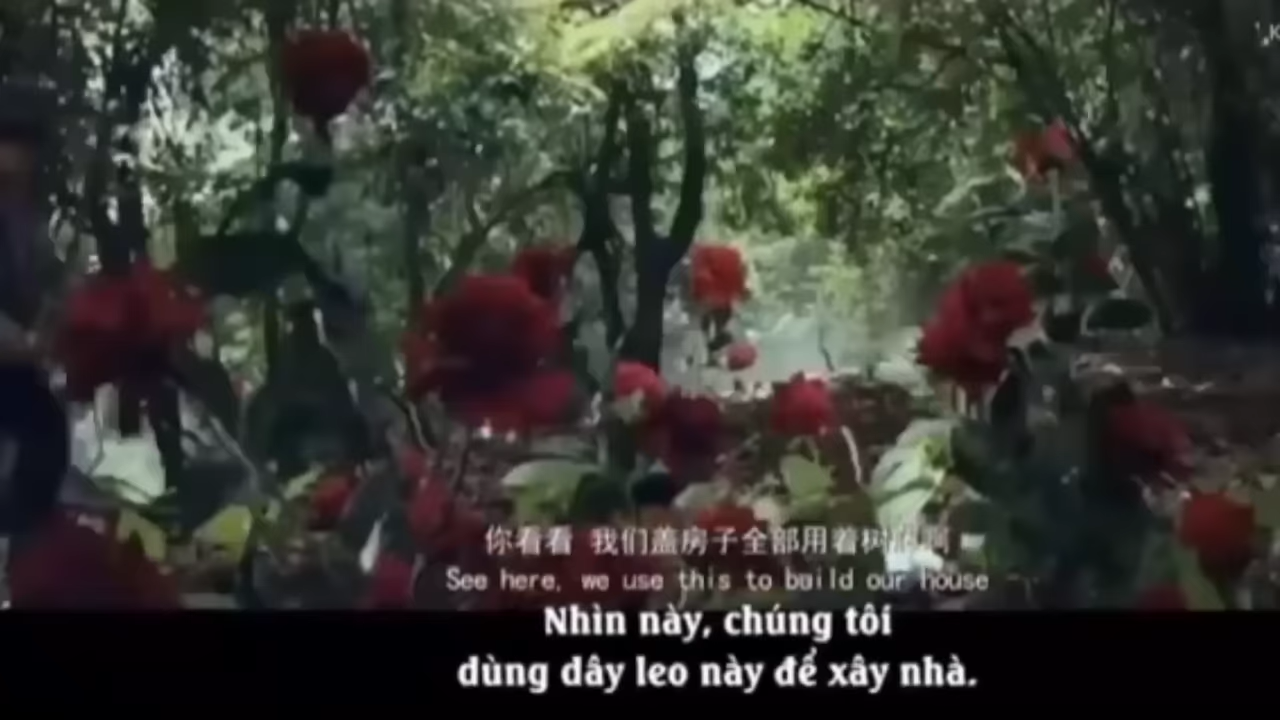 你看看 我们盖房子全部用着树
See here, we use this to build our house
Nhìn này, chúng tôi
dùng dây leo này để xây nhà.